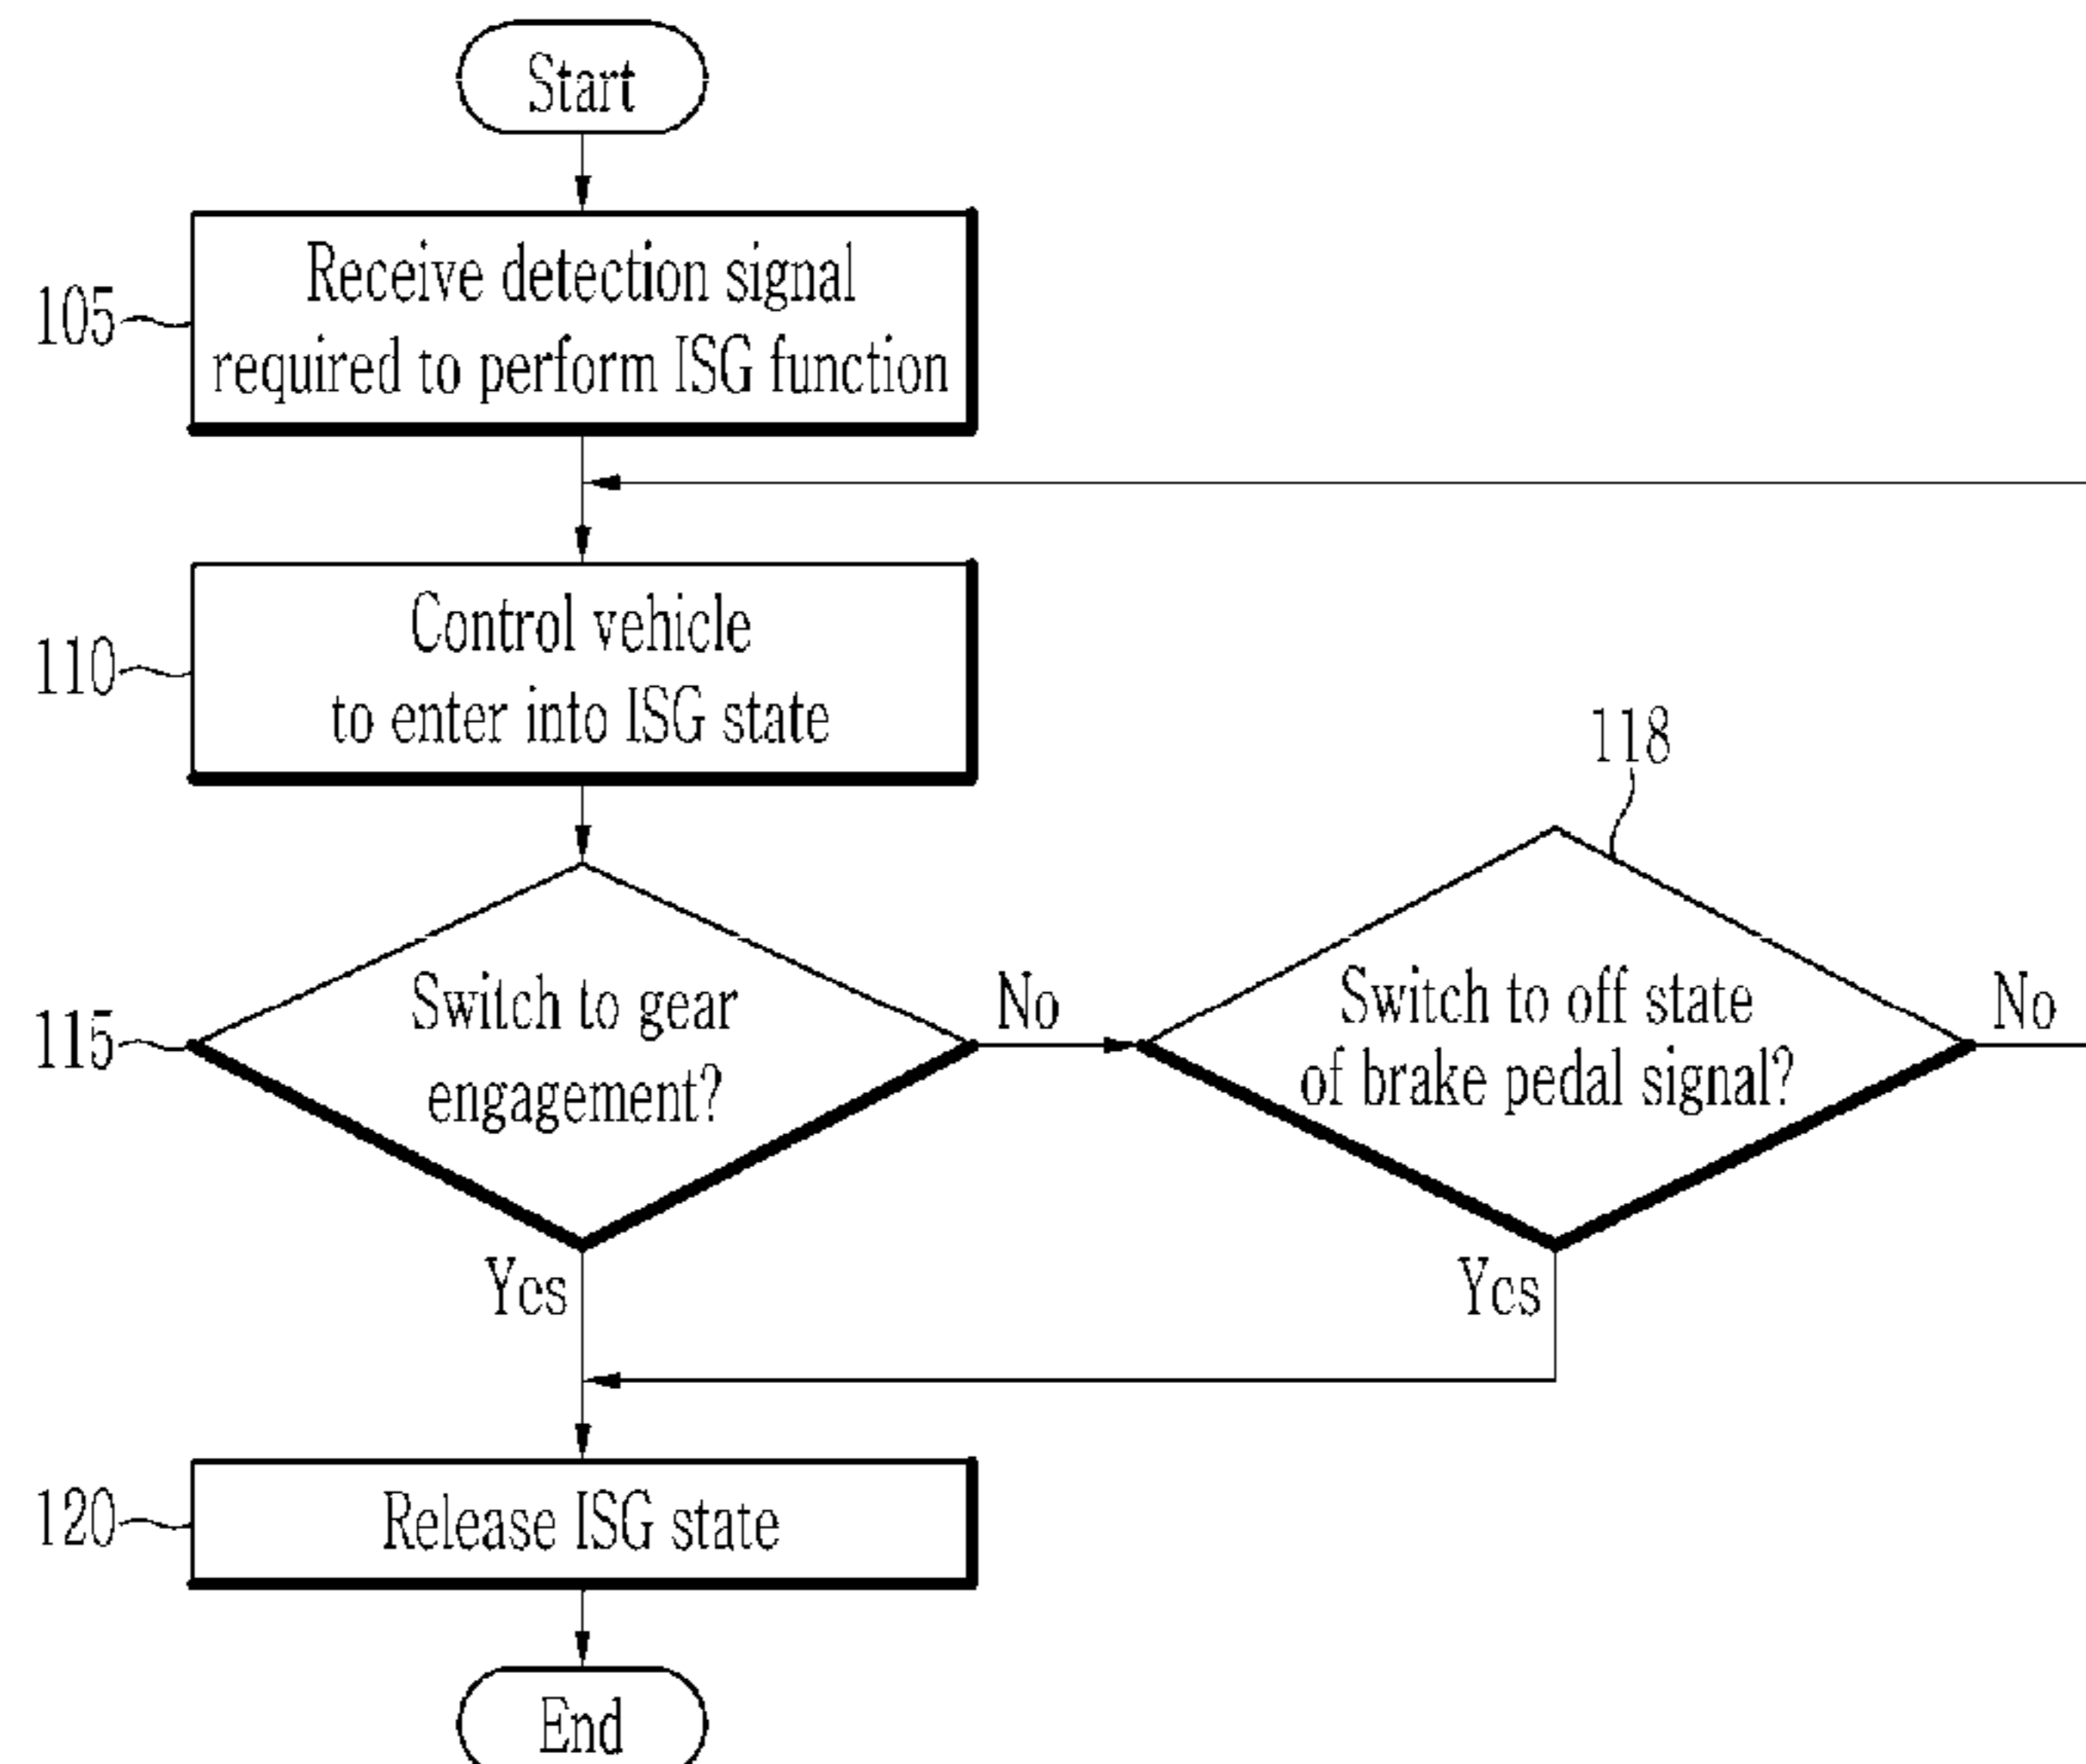 Start
105
Receive detection signal
required to perform ISG function
110
Control vehicle
to enter into ISG state
118
115
Switch to gear
engagement?
No
Switch to off state
of brake pedal signal?
No
Yes
Yes
120
Release ISG state
End